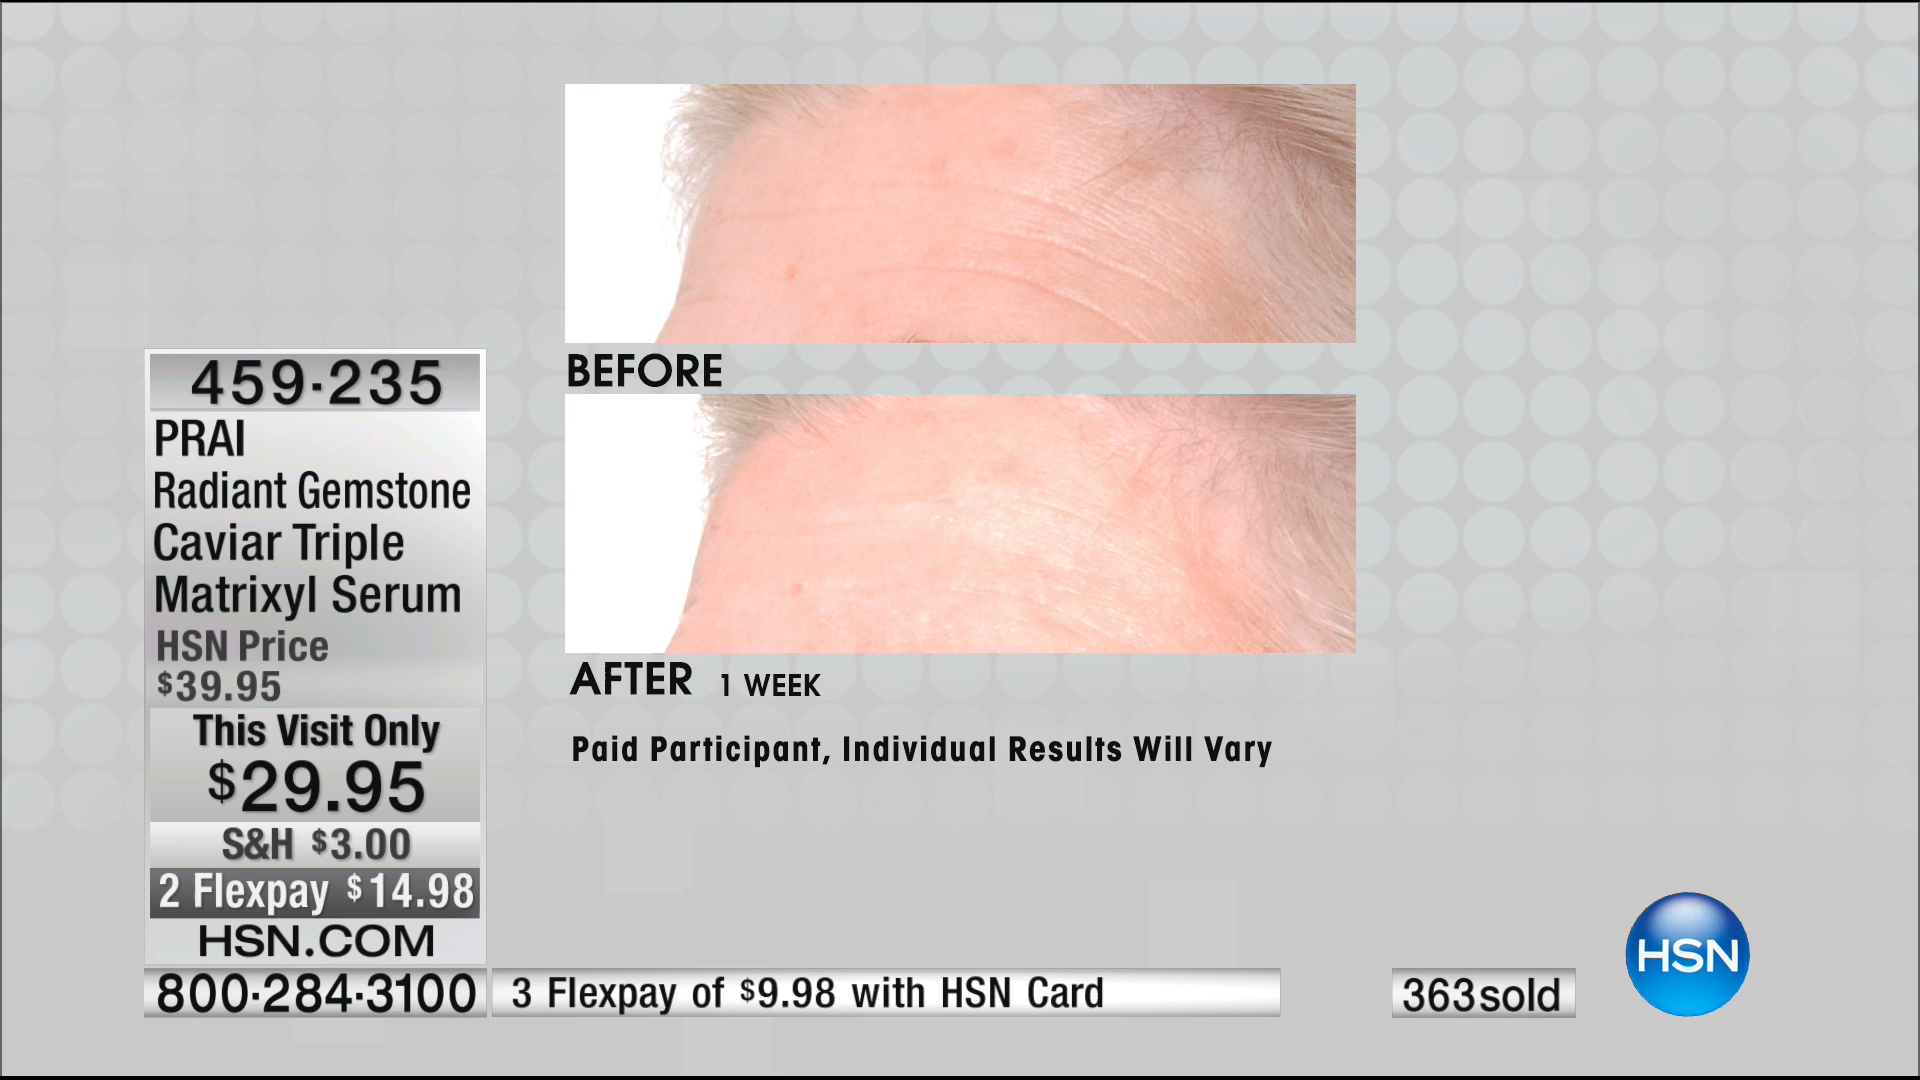 BEFORE
AFTER 1 WEEK
Paid Participant, Individual Results Will Vary
459·235
PRAI
Radiant Gemstone
Caviar Triple
Matrixyl Serum
HSN Price
$39.95
This Visit Only
$29.95
S&H $3.00
2 Flexpay $14.98
HSN.COM
800·284·3100
3 Flexpay of $9.98 with HSN Card
363sold
HSN